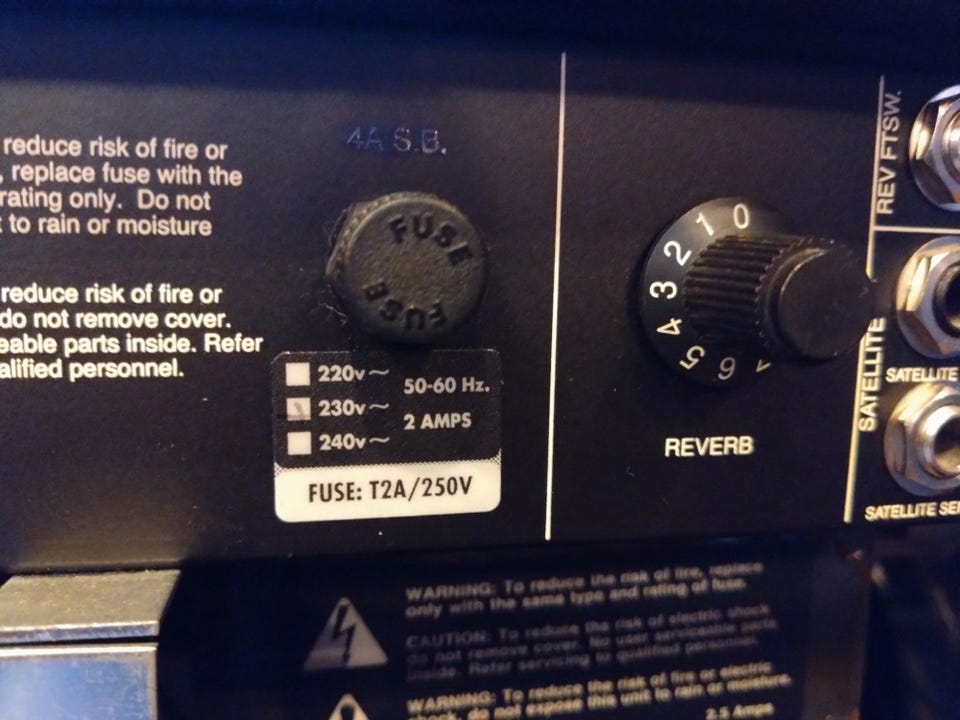 reduce risk of fire or
, replace fuse with the
rating only. Do not
to rain or moisture
reduce risk of fire or
do not remove cover.
eable parts inside. Refer
alified personnel.
4A S.B.
FUSE
FUSE
220v~
230v~
240v~
50-60 Hz.
2 AMPS
FUSE: T2A/250V
0
1
2
3
4
5
6
REVERB
REV FTSW.
SATELLITE
SATELLITE
SATELLITE SE
WARNING: To reduce the risk of fire, replace
only with the same type and rating of fuse.
CAUTION: To reduce the risk of electric shock
do not remove cover. No user serviceable parts
inside. Refer servicing to qualified personnel.
WARNING: To reduce the risk of fire or electric
shock, do not expose this unit to rain or moisture.
2.5 Amps